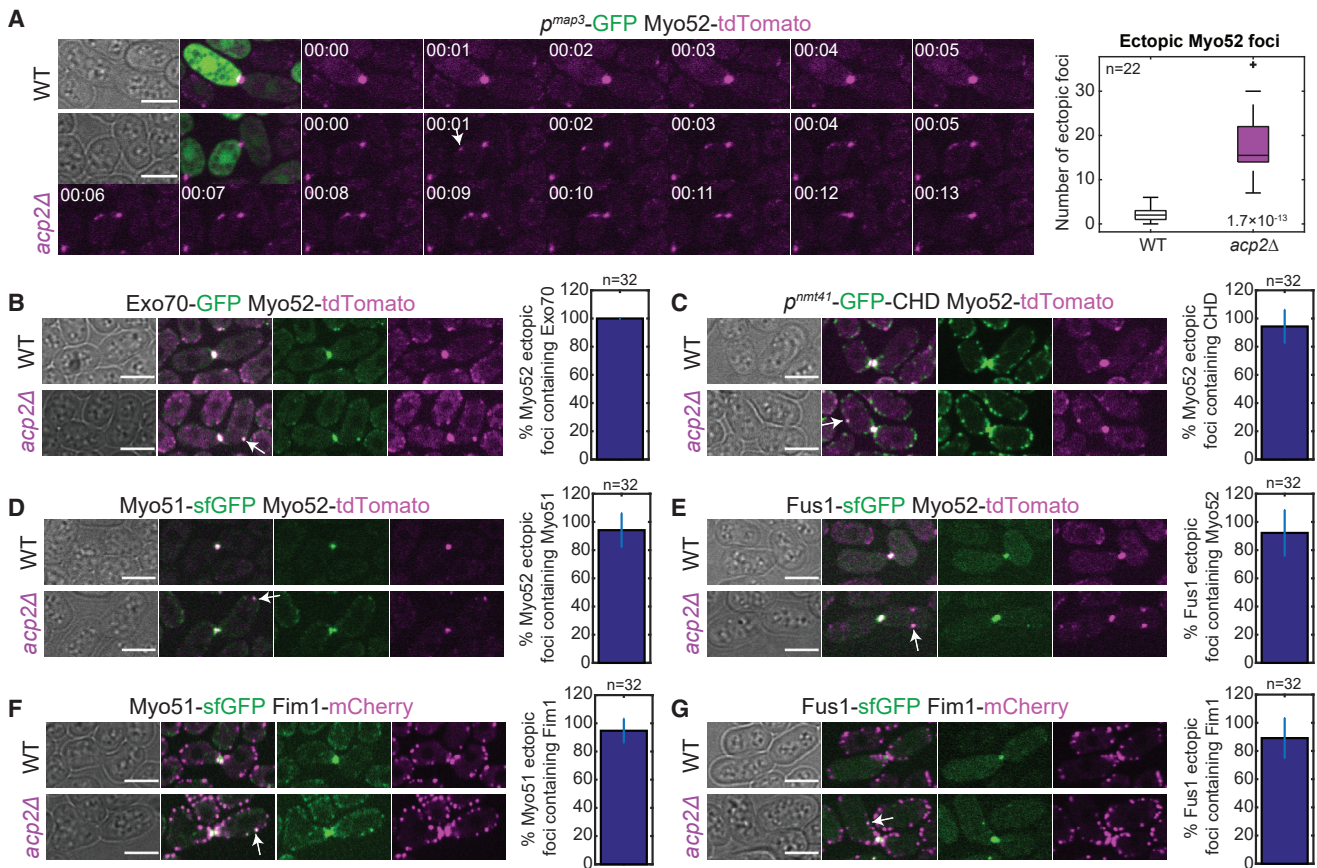 A
pmap3-GFP Myo52-tdTomato
WT
00:00 00:01 00:02 00:03 00:04 00:05
acp2Δ
00:00 00:01 00:02 00:03 00:04 00:05
00:06 00:07 00:08 00:09 00:10 00:11 00:12 00:13
Ectopic Myo52 foci
n=22
Number of ectopic foci
30
20
10
0
1.7×10-13
WT acp2Δ
B
Exo70-GFP Myo52-tdTomato
WT
acp2Δ
n=32
% Myo52 ectopic
foci containing Exo70
120
100
80
60
40
20
0
C
pnmt41-GFP-CHD Myo52-tdTomato
WT
acp2Δ
n=32
% Myo52 ectopic
foci containing CHD
120
100
80
60
40
20
0
D
Myo51-sfGFP Myo52-tdTomato
WT
acp2Δ
n=32
% Myo52 ectopic
foci containing Myo51
120
100
80
60
40
20
0
E
Fus1-sfGFP Myo52-tdTomato
WT
acp2Δ
n=32
% Fus1 ectopic
foci containing Myo52
120
100
80
60
40
20
0
F
Myo51-sfGFP Fim1-mCherry
WT
acp2Δ
n=32
% Myo51 ectopic
foci containing Fim1
120
100
80
60
40
20
0
G
Fus1-sfGFP Fim1-mCherry
WT
acp2Δ
n=32
% Fus1 ectopic
foci containing Fim1
120
100
80
60
40
20
0